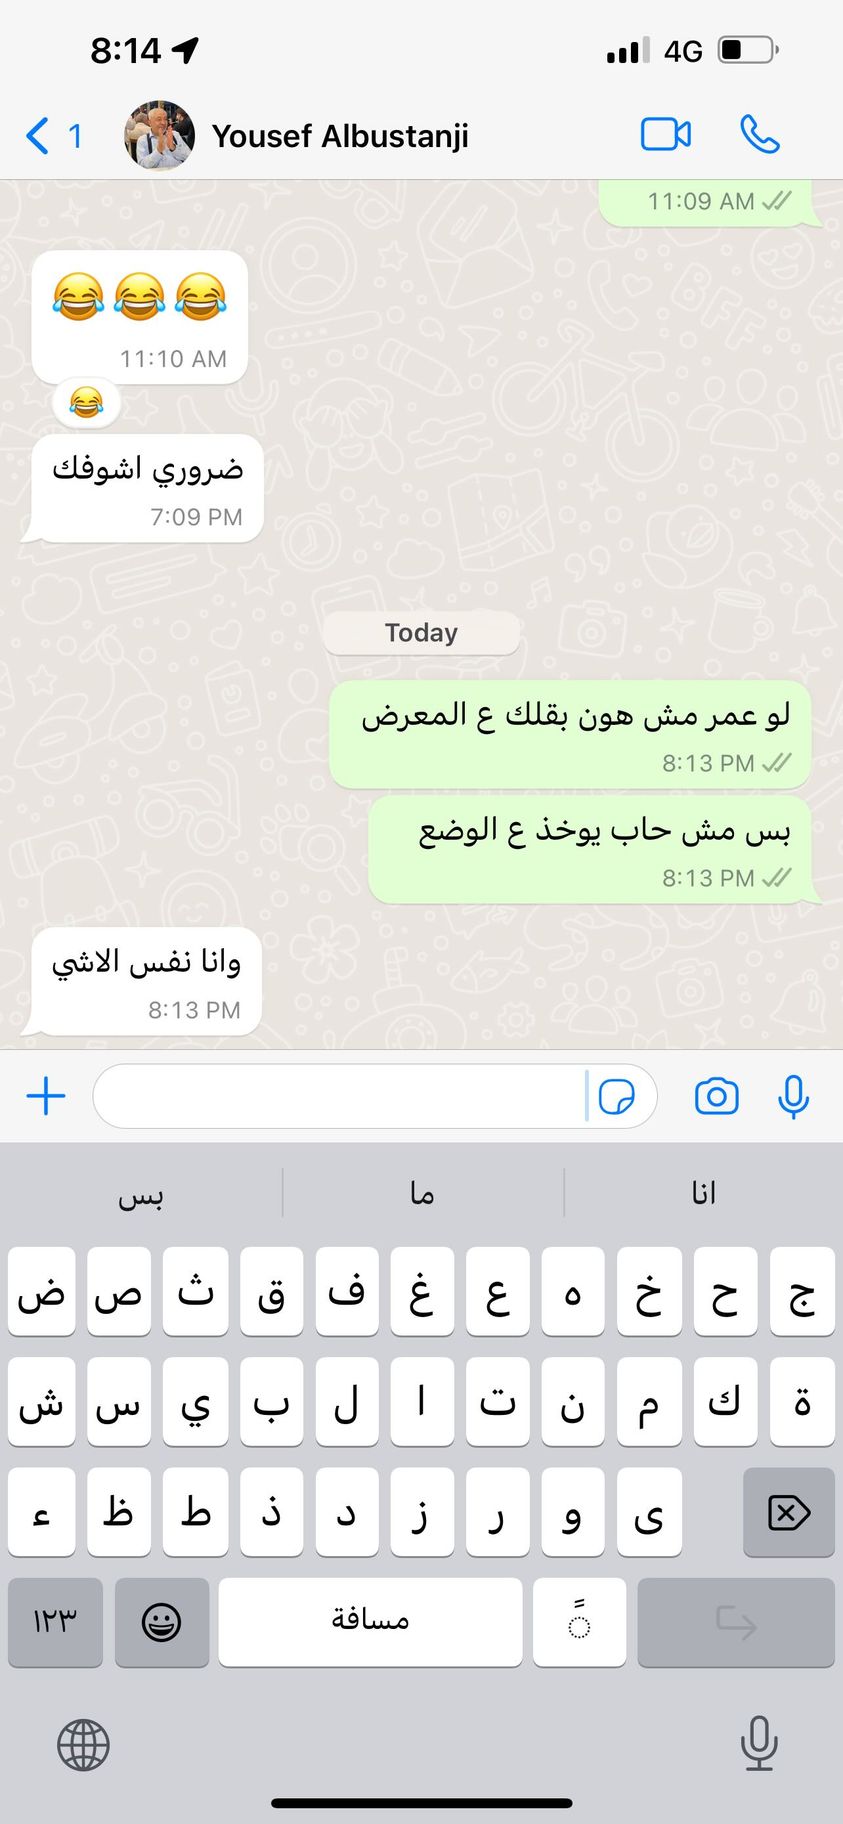 8:14
4G
1
Yousef Albustanji
11:09 AM
😂😂😂
11:10 AM
😂
ضروري اشوفك
7:09 PM
Today
لو عمر مش هون بقلك ع المعرض
8:13 PM
بس مش حاب يوخذ ع الوضع
8:13 PM
وانا نفس الاشي
8:13 PM
انا ما بس
ج ح خ ه ع غ ف ق ث ص ض
ة ك م ن ت ا ل ب ي س ش
ى و ر ز د ذ ط ظ ء
مسافة ١٢٣